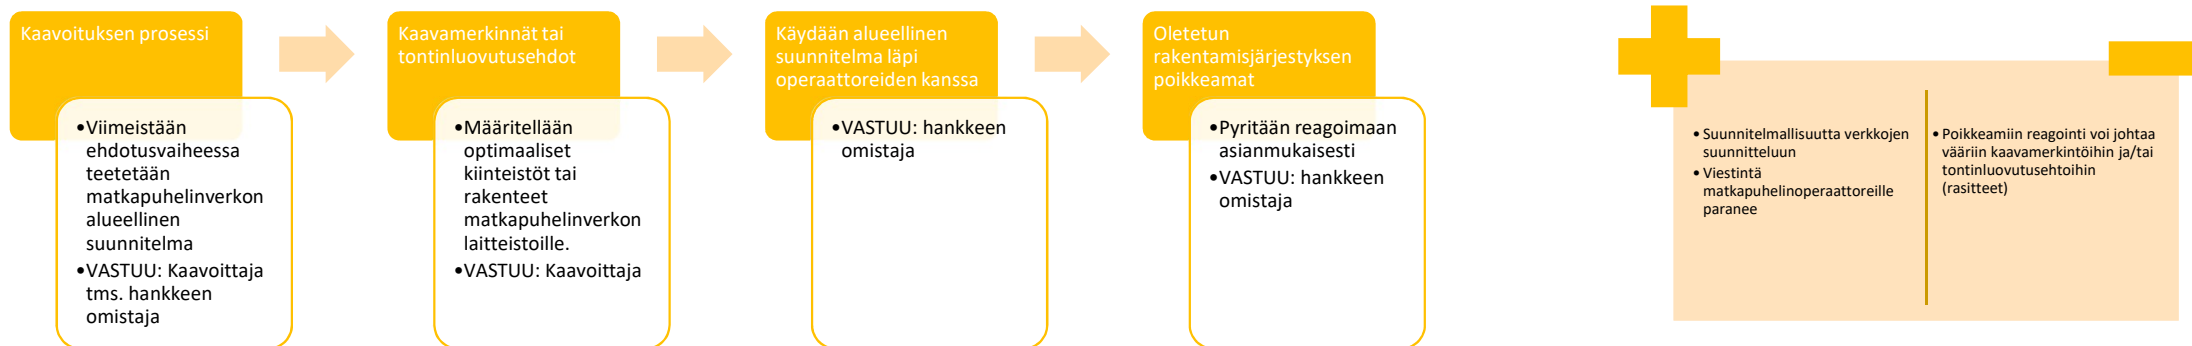 Kaavoituksen prosessi
•Viimeistään
ehdotusvaiheessa
teetetään
matkapuhelinverkon
alueellinen
suunnitelma
•VASTUU: Kaavoittaja
tms. hankkeen
omistaja
Kaavamerkinnät tai
tontinluovutusehdot
•Määritellään
optimaaliset
kiinteistöt tai
rakenteet
matkapuhelinverkon
laitteistoille.
•VASTUU: Kaavoittaja
Käydään alueellinen
suunnitelma läpi
operaattoreiden kanssa
•VASTUU: hankkeen
omistaja
Oletetun
rakentamisjärjestyksen
poikkeamat
•Pyritään reagoimaan
asianmukaisesti
•VASTUU: hankkeen
omistaja
• Suunnitelmallisuutta verkkojen
suunnitteluun
• Viestintä
matkapuhelinoperaattoreille
paranee
• Poikkeamiin reagointi voi johtaa
vääriin kaavamerkintöihin ja/tai
tontinluovutusehtoihin
(rasitteet)